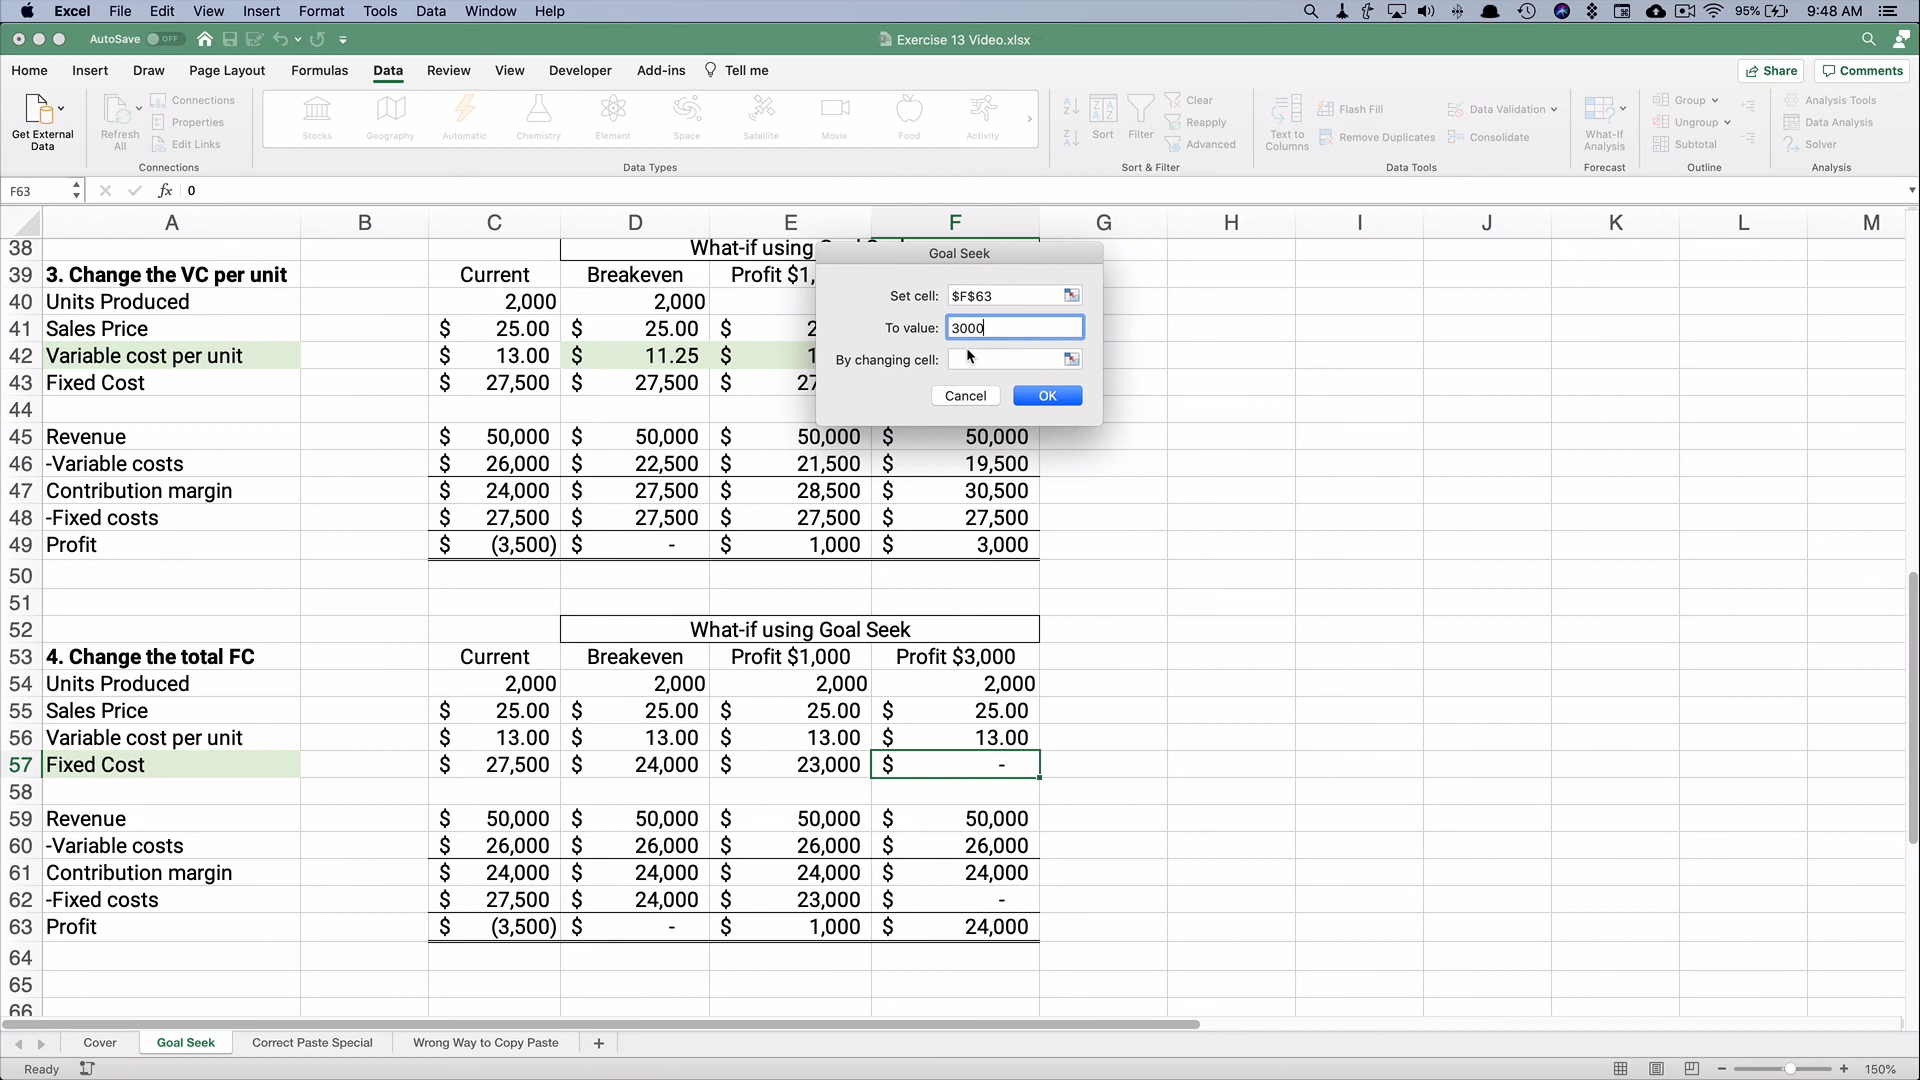 Excel File Edit View Insert Format Tools Data Window Help 95% 9:48 AM
AutoSave OFF Exercise 13 Video.xlsx
Home Insert Draw Page Layout Formulas Data Review View Developer Add-ins Tell me Share Comments
Get External Data Refresh All Connections Properties Edit Links Stocks Geography Automatic Chemistry Element Space Satellite Movie Food Activity Sort Filter Clear Reapply Advanced Text to Columns Flash Fill Remove Duplicates Data Validation Consolidate What-If Analysis Group Ungroup Subtotal Analysis Tools Data Analysis Solver
Connections Data Types Sort & Filter Data Tools Forecast Outline Analysis
F63 fx 0
A B C D E F G H I J K L M
38 What-if using
39 3. Change the VC per unit Current Breakeven Profit $1,
40 Units Produced 2,000 2,000
41 Sales Price $ 25.00 $ 25.00 $ 2
42 Variable cost per unit $ 13.00 $ 11.25 $ 1
43 Fixed Cost $ 27,500 $ 27,500 $ 27
44
45 Revenue $ 50,000 $ 50,000 $ 50,000 $ 50,000
46 -Variable costs $ 26,000 $ 22,500 $ 21,500 $ 19,500
47 Contribution margin $ 24,000 $ 27,500 $ 28,500 $ 30,500
48 -Fixed costs $ 27,500 $ 27,500 $ 27,500 $ 27,500
49 Profit $ (3,500) $ - $ 1,000 $ 3,000
50
51
52 What-if using Goal Seek
53 4. Change the total FC Current Breakeven Profit $1,000 Profit $3,000
54 Units Produced 2,000 2,000 2,000 2,000
55 Sales Price $ 25.00 $ 25.00 $ 25.00 $ 25.00
56 Variable cost per unit $ 13.00 $ 13.00 $ 13.00 $ 13.00
57 Fixed Cost $ 27,500 $ 24,000 $ 23,000 $ -
58
59 Revenue $ 50,000 $ 50,000 $ 50,000 $ 50,000
60 -Variable costs $ 26,000 $ 26,000 $ 26,000 $ 26,000
61 Contribution margin $ 24,000 $ 24,000 $ 24,000 $ 24,000
62 -Fixed costs $ 27,500 $ 24,000 $ 23,000 $ -
63 Profit $ (3,500) $ - $ 1,000 $ 24,000
64
65
66
Goal Seek
Set cell: $F$63
To value: 3000
By changing cell:
Cancel OK
Cover Goal Seek Correct Paste Special Wrong Way to Copy Paste +
Ready 150%